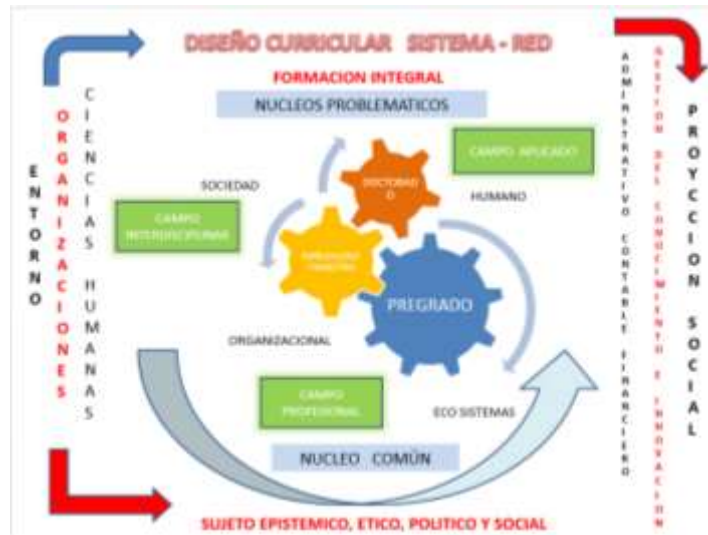 DISEÑO CURRICULAR SISTEMA - RED
FORMACION INTEGRAL
NUCLEOS PROBLEMATICOS
CAMPO APLICADO
DOCTORADO
SOCIEDAD
HUMANO
CAMPO
INTERDISCIPLINAR
PREGRADO
ORGANIZACIONAL
CAMPO
PROFESIONAL
ECO SISTEMAS
NUCLEO COMÚN
SUJETO EPISTEMICO, ETICO, POLITICO Y SOCIAL
ENTORNO
ORGANIZACIONES
CIENCIAS HUMANAS
ADMINSTRATIVO CONTABLE FINANCIERO
GESTION DEL CONOCIMIENTO E INNOVACION
PROYCCION SOCIAL